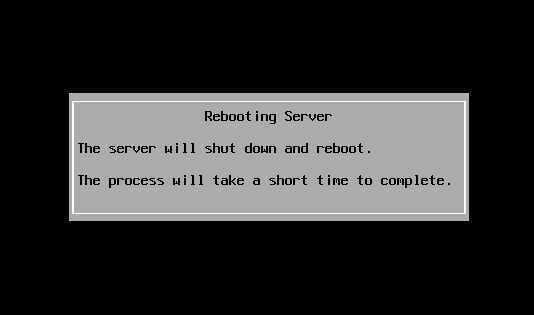 Rebooting Server
The server will shut down and reboot.
The process will take a short time to complete.